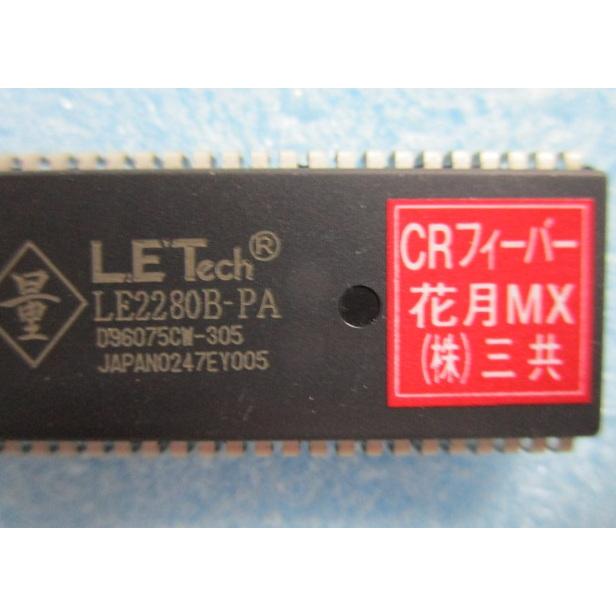 量
L.E Tech®
LE2280B-PA
D96075CW-305
JAPAN0247EY005
CRフィーバー
花月MX
(株)三共